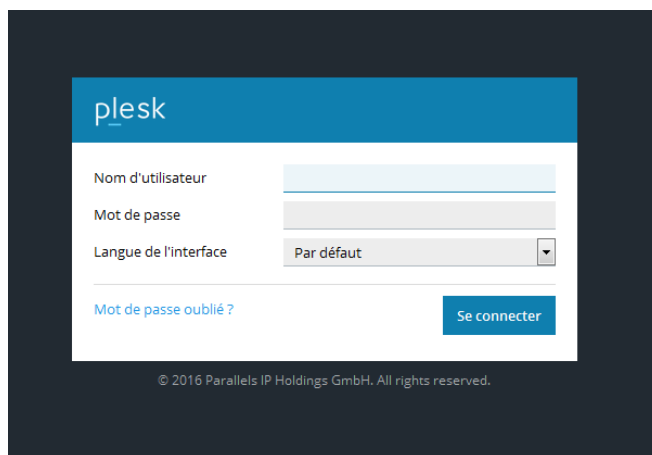 plesk
Nom d'utilisateur
Mot de passe
Langue de l'interface Par défaut
Mot de passe oublié ? Se connecter
© 2016 Parallels IP Holdings GmbH. All rights reserved.